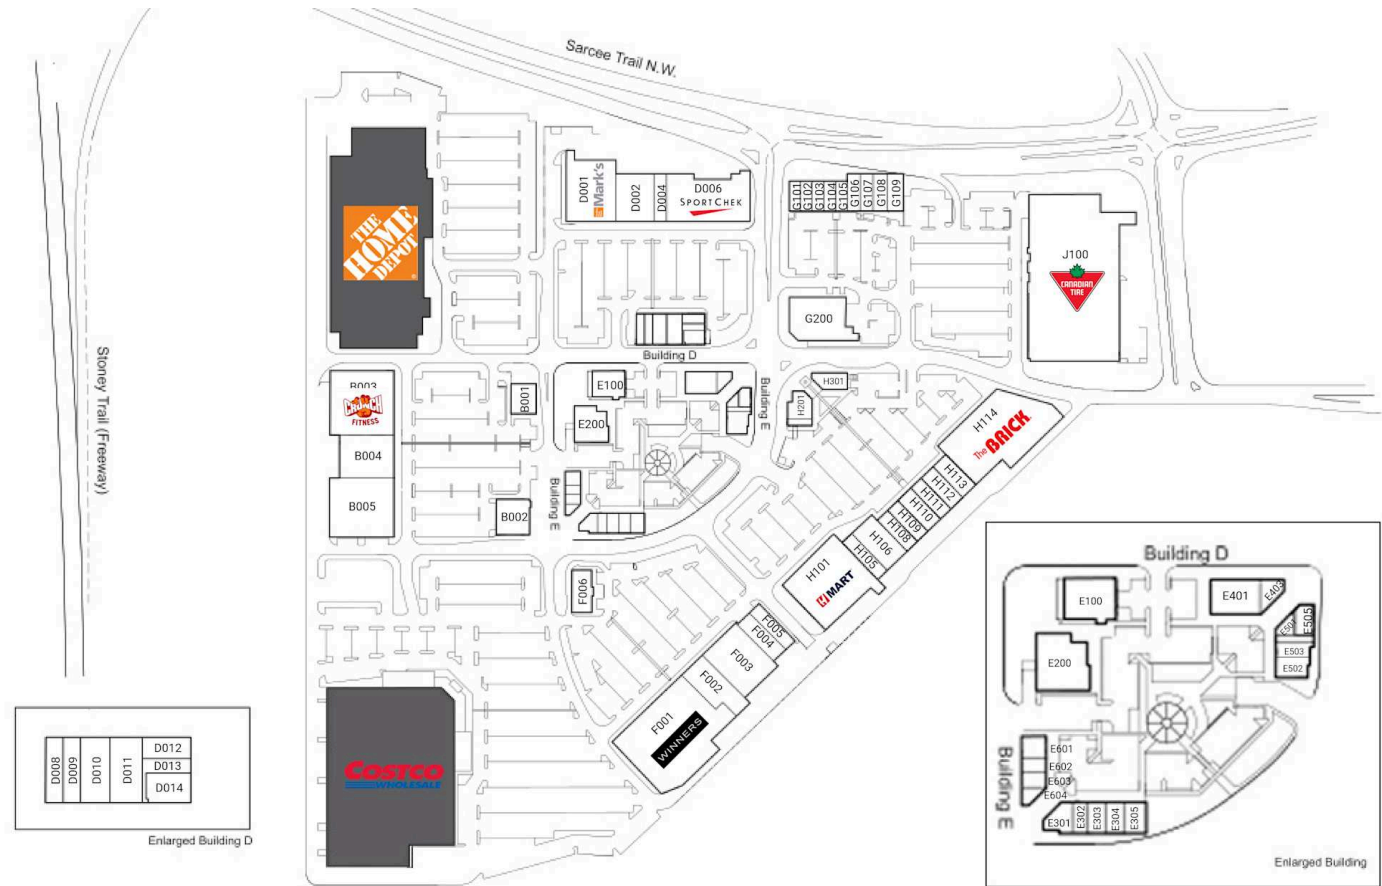 Sarcee Trail N.W.
Stoney Trail (Freeway)
THE
HOME
DEPOT
D001
Mark's
D002
D004
D006
SPORTCHEK
G101
G102
G103
G104
G105
G106
G107
G108
G109
J100
CANADIAN
TIRE
G200
Building D
B003
CRUNCH
FITNESS
B004
B005
B001
B002
E100
E200
Building E
Building E
H301
H201
H114
The BRICK
H113
H112
H111
H110
H109
H108
H106
H105
H101
H MART
F006
F005
F004
F003
F002
F001
WINNERS
COSTCO
WHOLESALE
D008
D009
D010
D011
D012
D013
D014
Enlarged Building D
Building D
E100
E200
E401
E403
E501
E505
E503
E502
Building E
E601
E602
E603
E604
E301
E302
E303
E304
E305
Enlarged Building